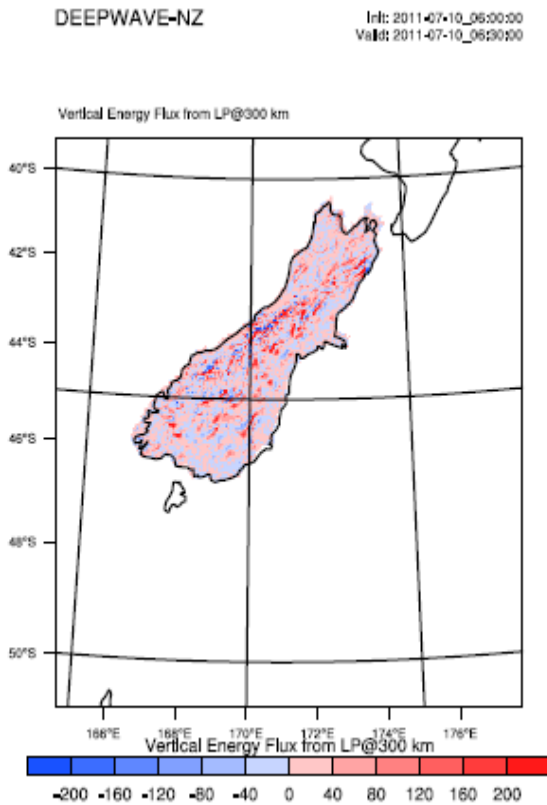 DEEPWAVE-NZ
Init: 2011-07-10_06:00:00
Valid: 2011-07-10_06:30:00
Vertical Energy Flux from LP@300 km
40°S
42°S
44°S
46°S
48°S
50°S
166°E 168°E 170°E 172°E 174°E 176°E
Vertical Energy Flux from LP@300 km
-200 -160 -120 -80 -40 0 40 80 120 160 200